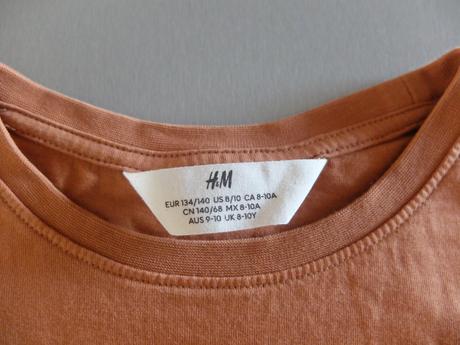 H&M
EUR 134/140 US 8/10 CA 8-10A
CN 140/68 MX 8-10A
AUS 9-10 UK 8-10Y